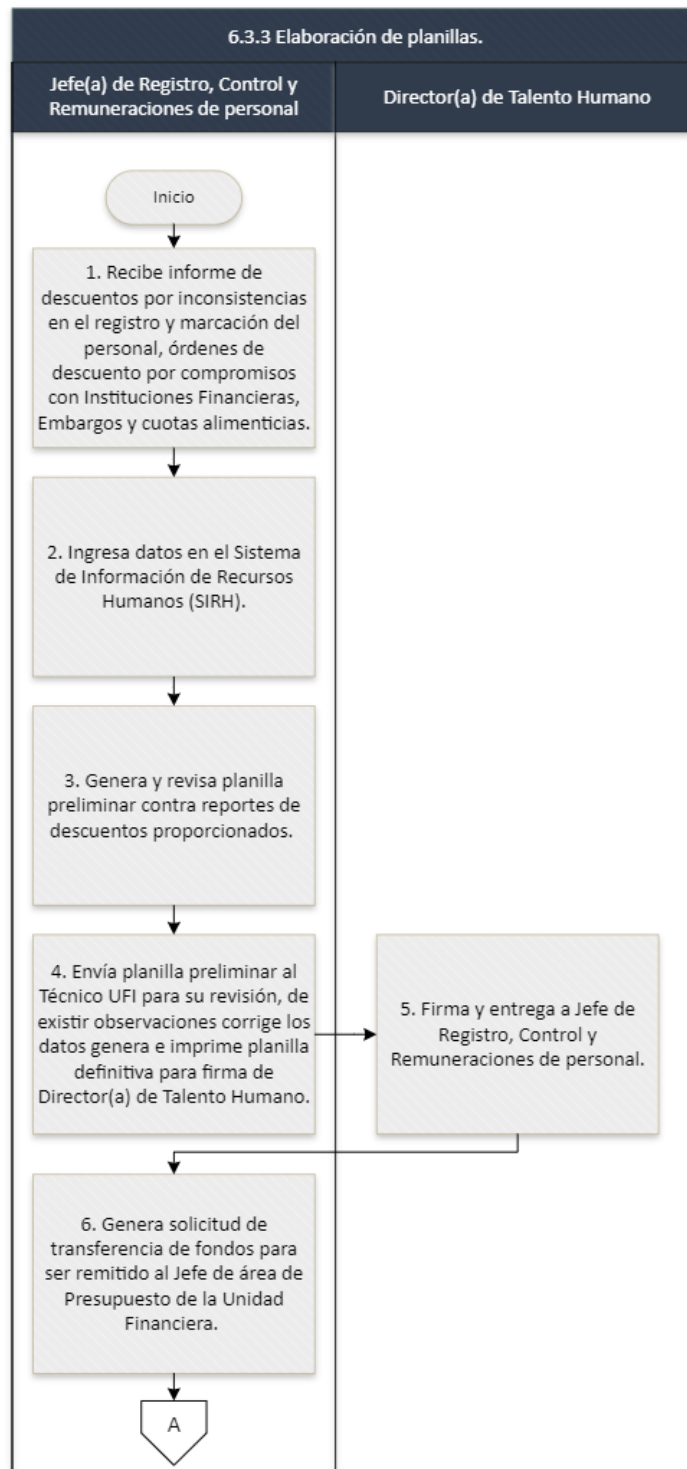 6.3.3 Elaboración de planillas.
Jefe(a) de Registro, Control y
Remuneraciones de personal
Director(a) de Talento Humano
Inicio
1. Recibe informe de
descuentos por inconsistencias
en el registro y marcación del
personal, órdenes de
descuento por compromisos
con Instituciones Financieras,
Embargos y cuotas alimenticias.
2. Ingresa datos en el Sistema
de Información de Recursos
Humanos (SIRH).
3. Genera y revisa planilla
preliminar contra reportes de
descuentos proporcionados.
4. Envía planilla preliminar al
Técnico UFI para su revisión, de
existir observaciones corrige los
datos genera e imprime planilla
definitiva para firma de
Director(a) de Talento Humano.
5. Firma y entrega a Jefe de
Registro, Control y
Remuneraciones de personal.
6. Genera solicitud de
transferencia de fondos para
ser remitido al Jefe de área de
Presupuesto de la Unidad
Financiera.
A